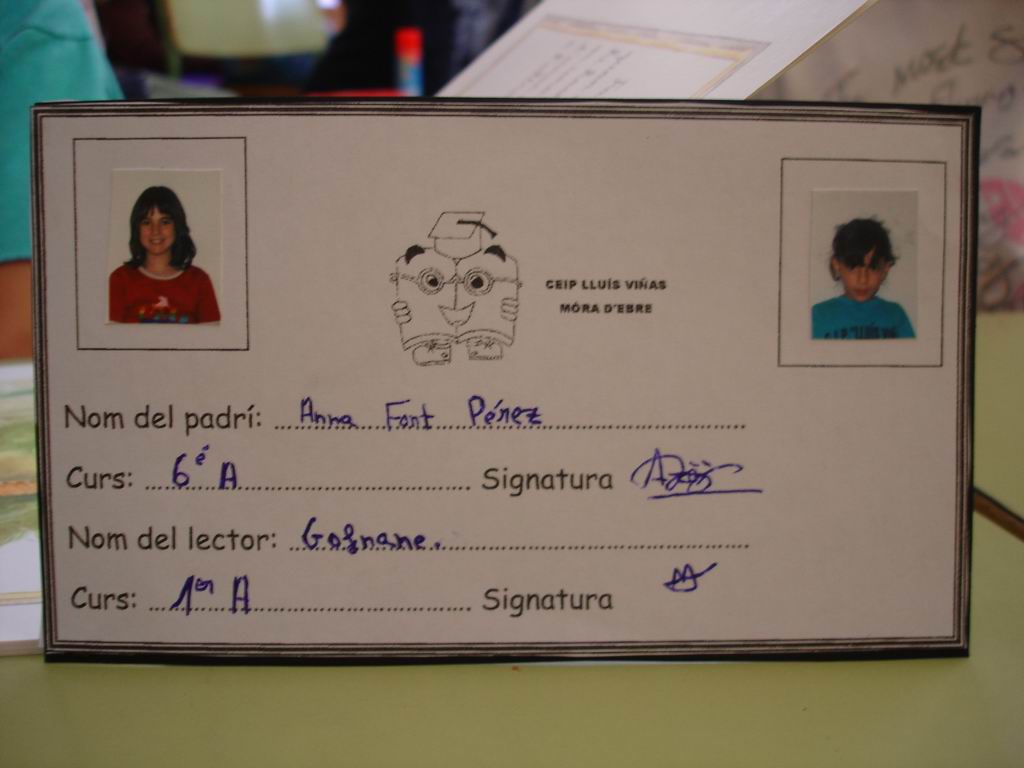 CEIP LLUÍS VIÑAS
MÓRA D'EBRE
Nom del padrí: Anna Font Pérez
Curs: 6è A Signatura
Nom del lector: Gofrnane.
Curs: 1er A Signatura